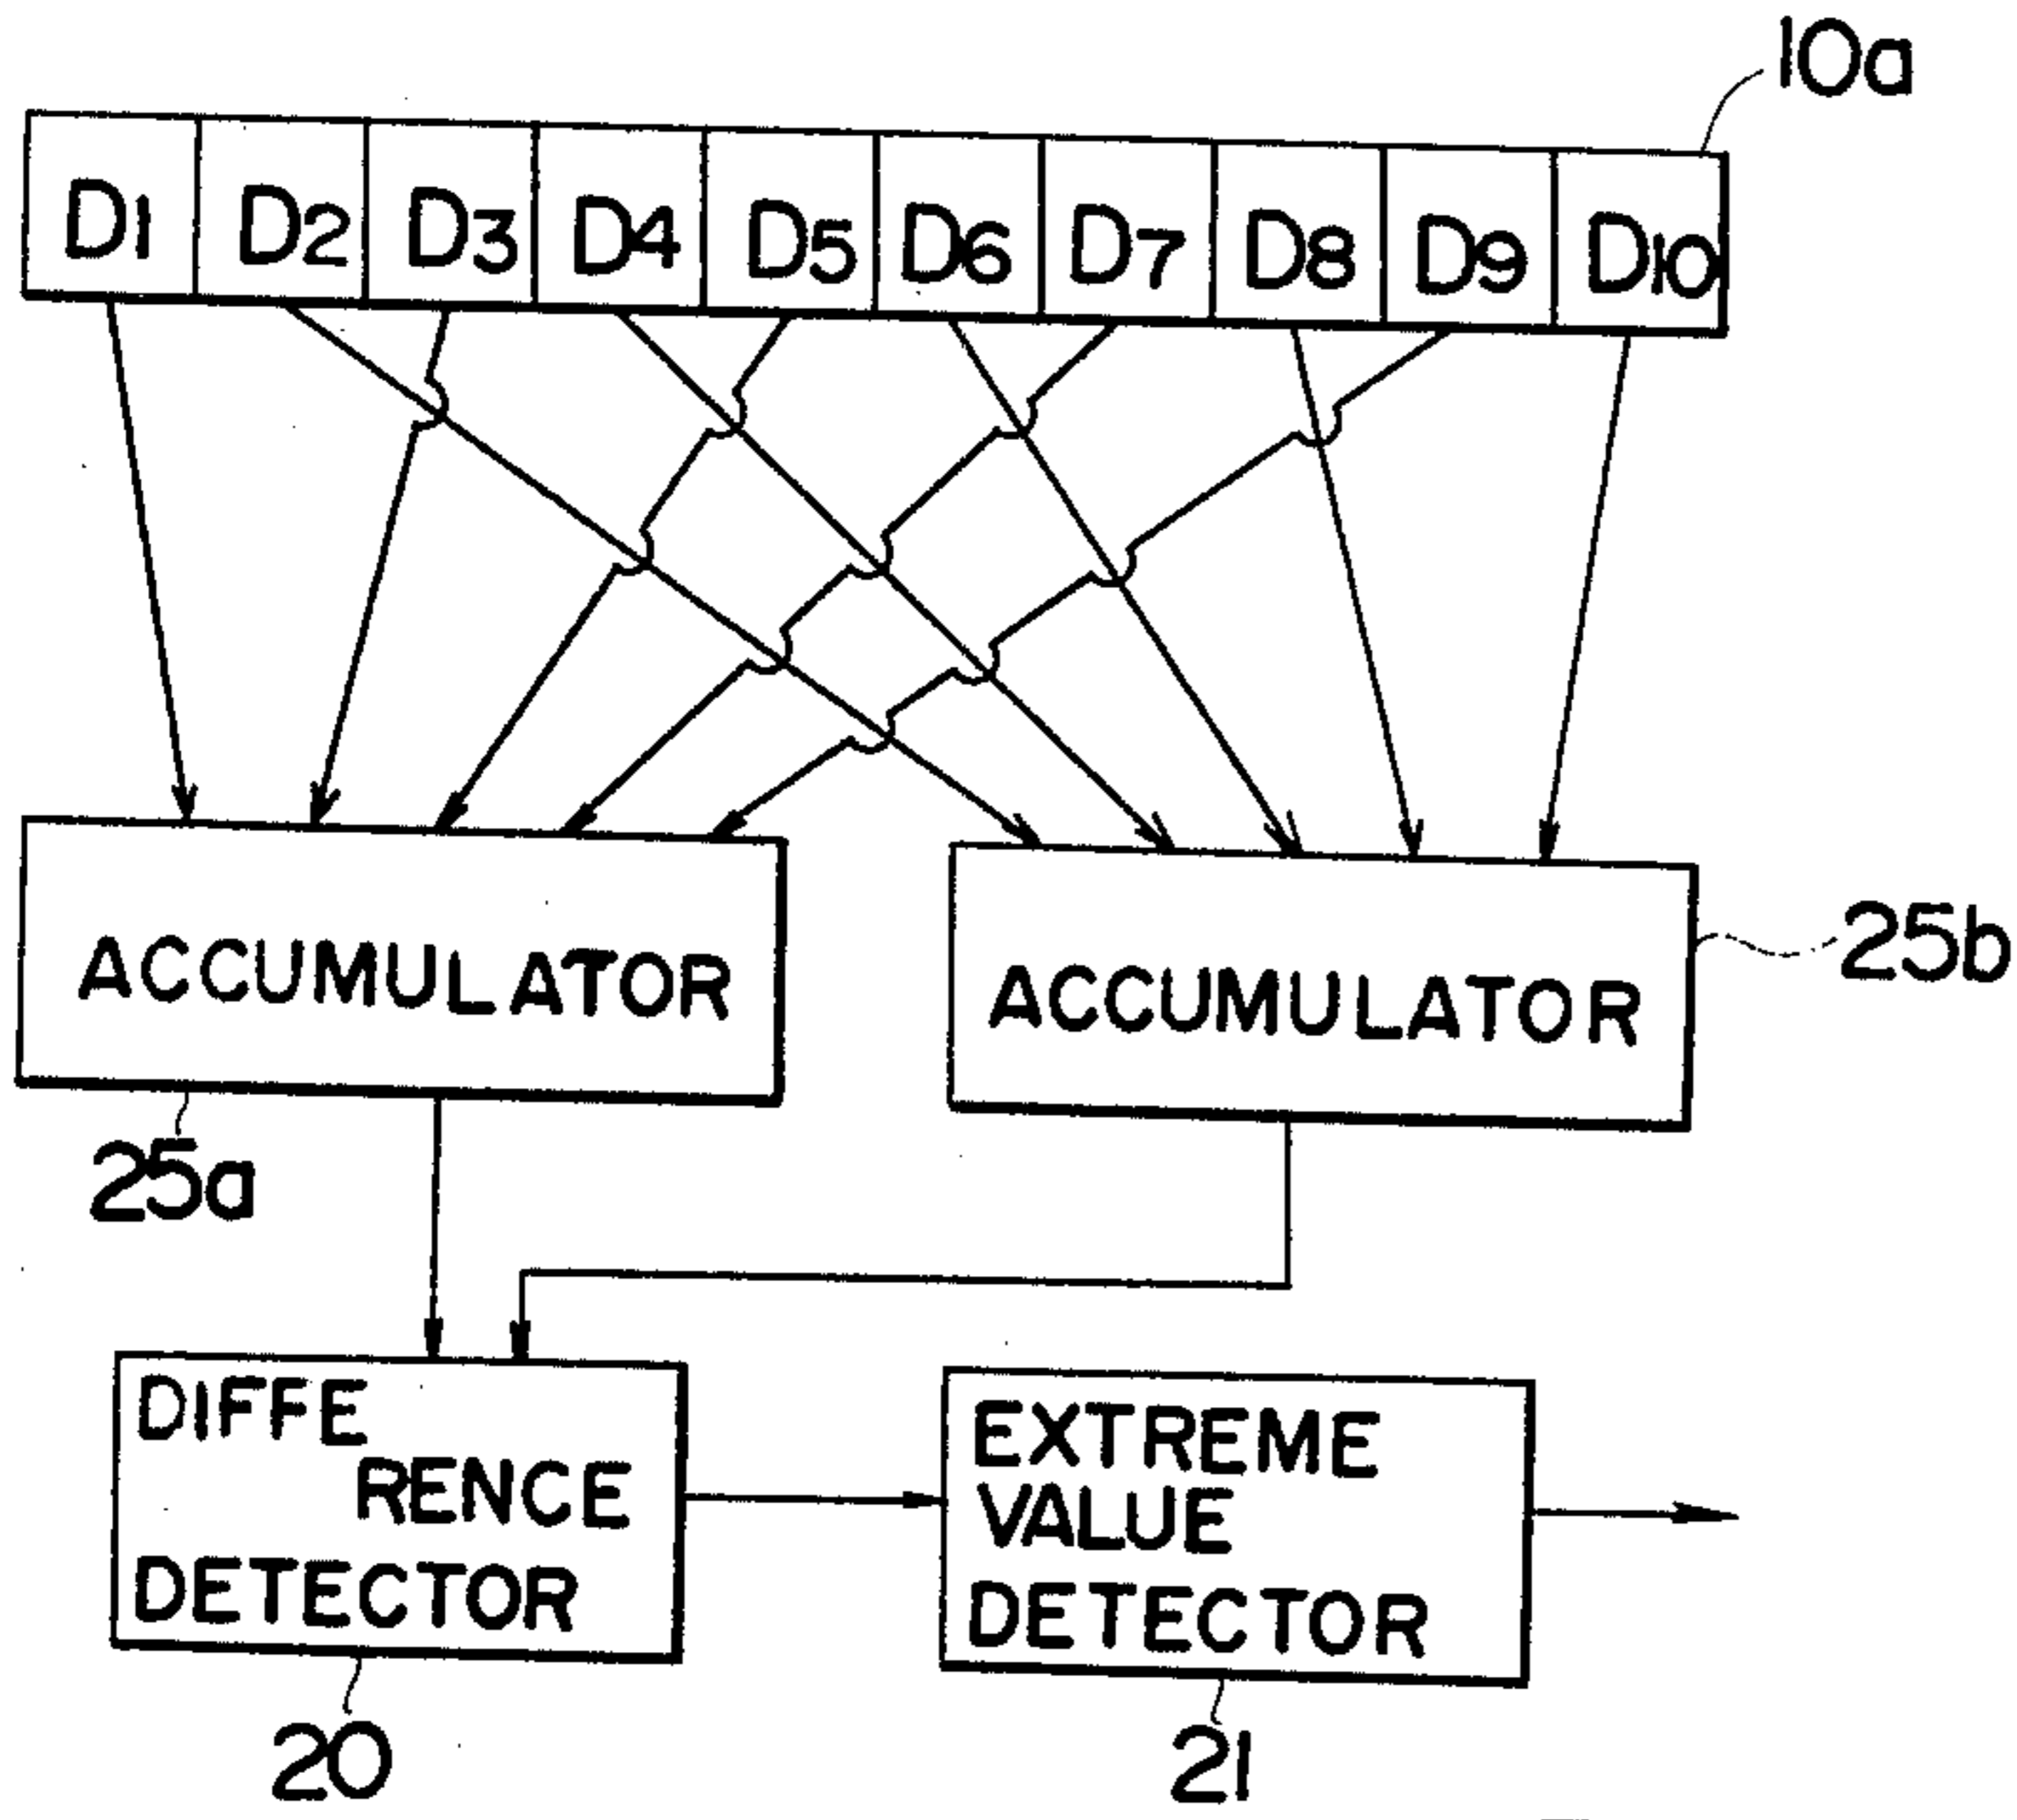 10a
D1 D2 D3 D4 D5 D6 D7 D8 D9 D10
ACCUMULATOR
ACCUMULATOR
25b
25a
DIFFE
RENCE
DETECTOR
EXTREME
VALUE
DETECTOR
20
21